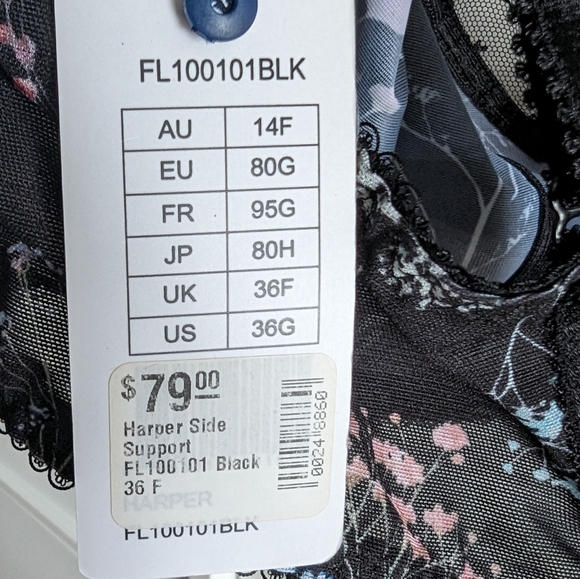 FL100101BLK
AU 14F
EU 80G
FR 95G
JP 80H
UK 36F
US 36G
$79.00
Harper Side
Support
FL100101 Black
36 F
00248860
HARPER
FL100101BLK